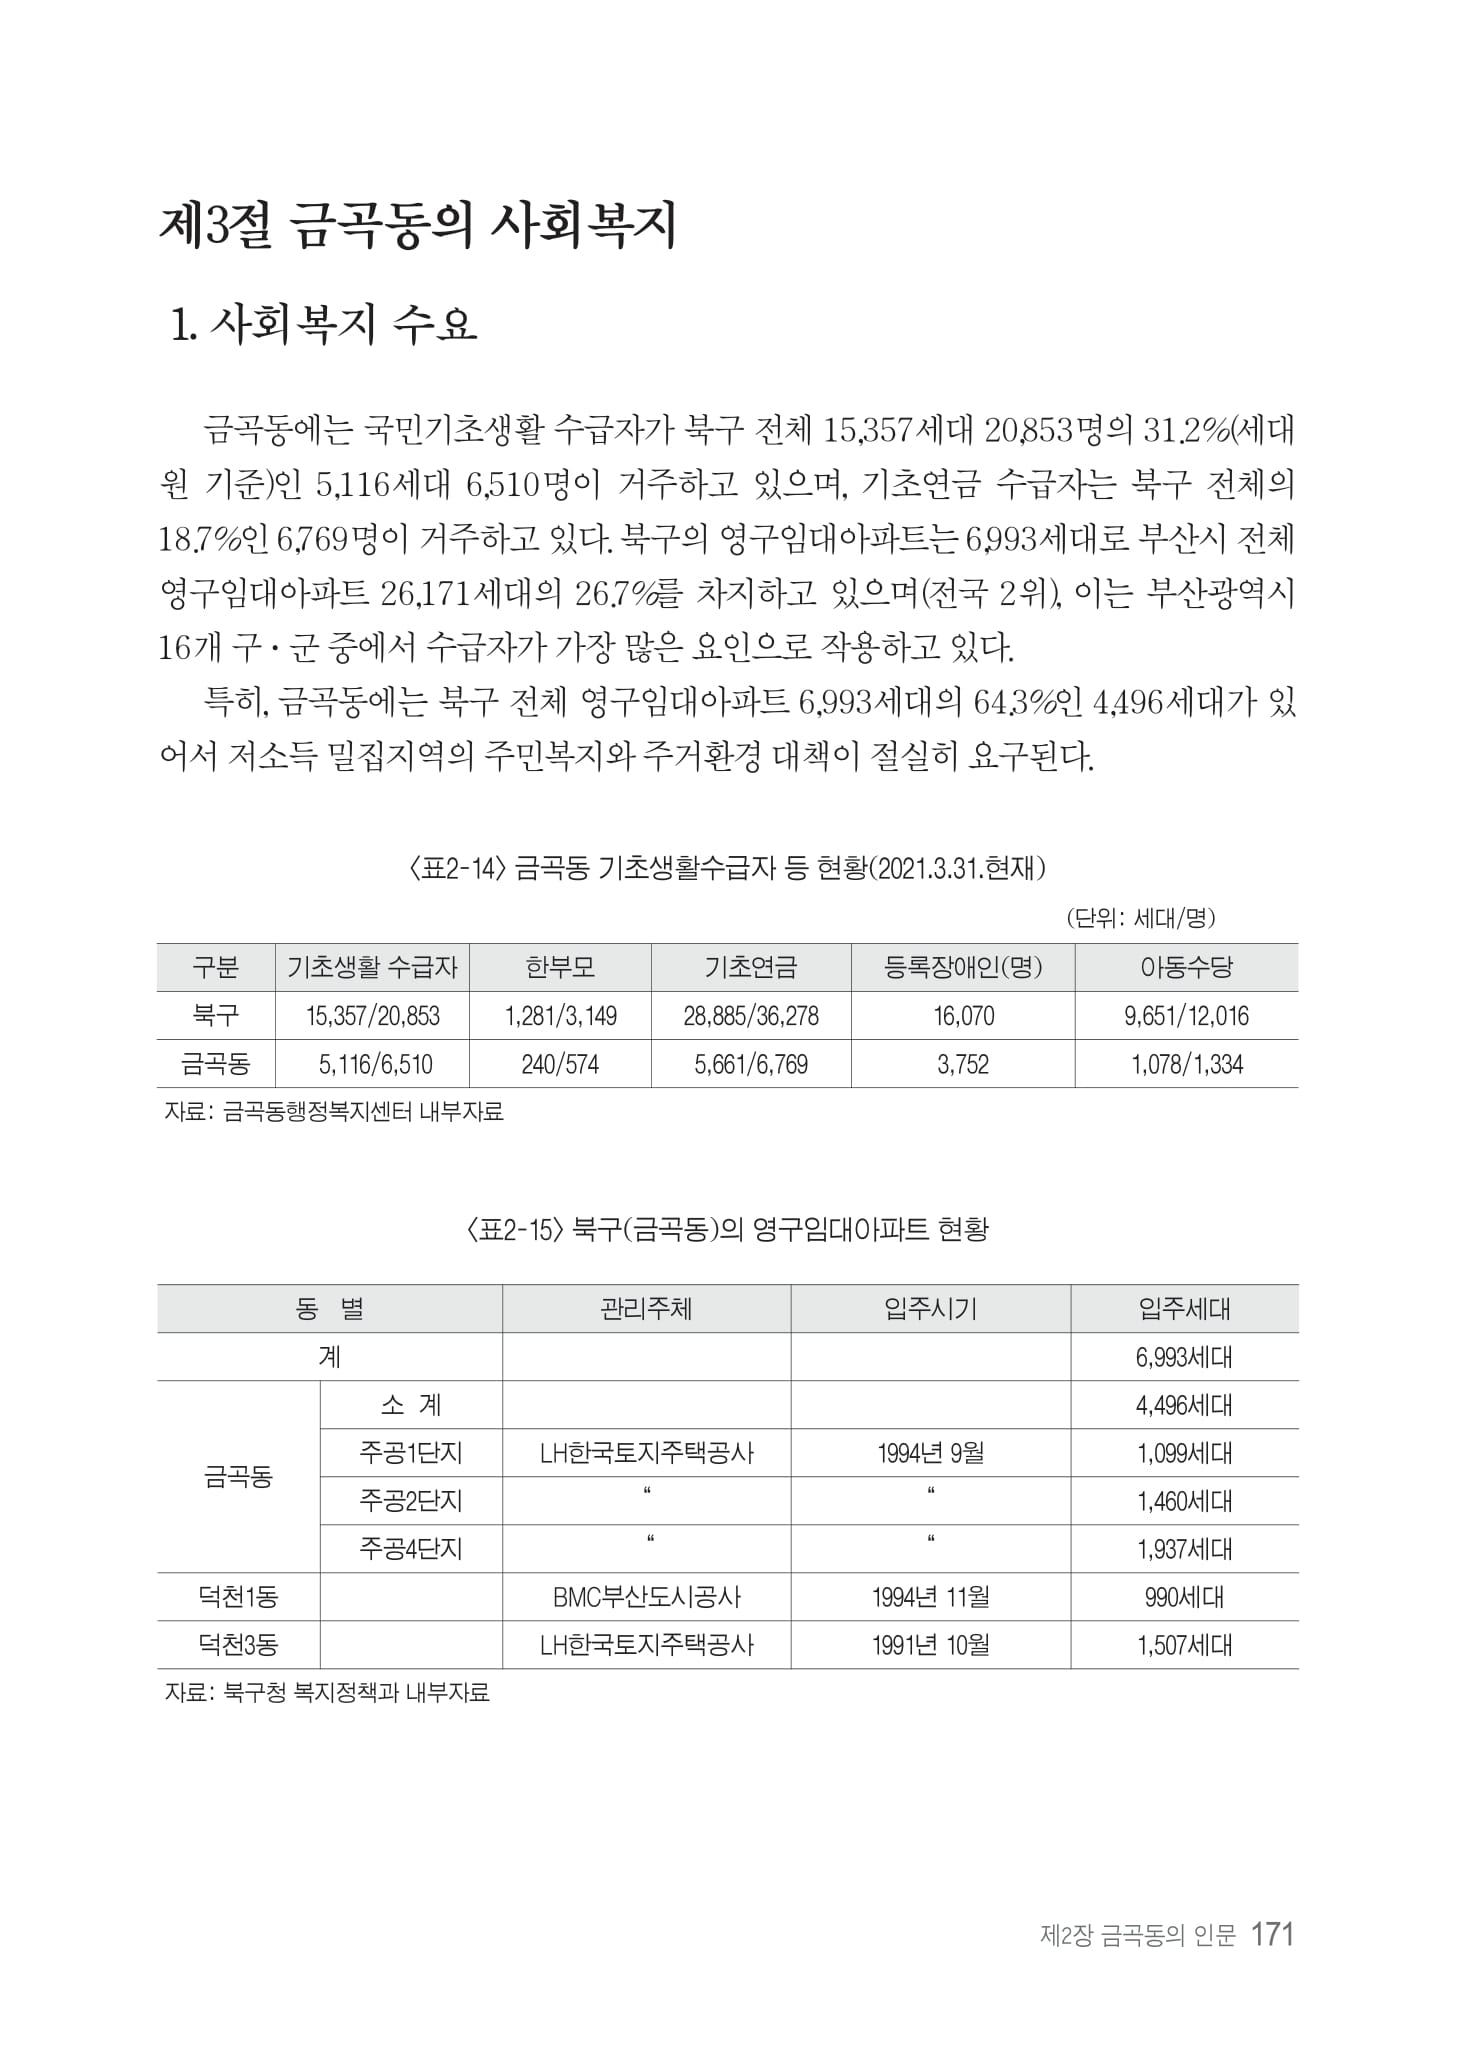 제3절 금곡동의 사회복지
1. 사회복지 수요
금곡동에는 국민기초생활 수급자가 북구 전체 15,357세대 20,853명의 31.2%(세대
원 기준)인 5,116세대 6,510명이 거주하고 있으며, 기초연금 수급자는 북구 전체의
18.7%인 6,769명이 거주하고 있다. 북구의 영구임대아파트는 6,993세대로 부산시 전체
영구임대아파트 26,171세대의 26.7%를 차지하고 있으며(전국 2위), 이는 부산광역시
16개 구·군 중에서 수급자가 가장 많은 요인으로 작용하고 있다.
특히, 금곡동에는 북구 전체 영구임대아파트 6,993세대의 64.3%인 4,496세대가 있
어서 저소득 밀집지역의 주민복지와 주거환경 대책이 절실히 요구된다.
〈표2-14〉 금곡동 기초생활수급자 등 현황(2021.3.31.현재)
(단위: 세대/명)
구분 기초생활 수급자 한부모 기초연금 등록장애인(명) 아동수당
북구 15,357/20,853 1,281/3,149 28,885/36,278 16,070 9,651/12,016
금곡동 5,116/6,510 240/574 5,661/6,769 3,752 1,078/1,334
자료: 금곡동행정복지센터 내부자료
〈표2-15〉 북구(금곡동)의 영구임대아파트 현황
동 별 관리주체 입주시기 입주세대
계 6,993세대
소 계 4,496세대
주공1단지 LH한국토지주택공사 1994년 9월 1,099세대
금곡동
주공2단지 “ “ 1,460세대
주공4단지 “ “ 1,937세대
덕천1동 BMC부산도시공사 1994년 11월 990세대
덕천3동 LH한국토지주택공사 1991년 10월 1,507세대
자료: 북구청 복지정책과 내부자료
제2장 금곡동의 인문 171